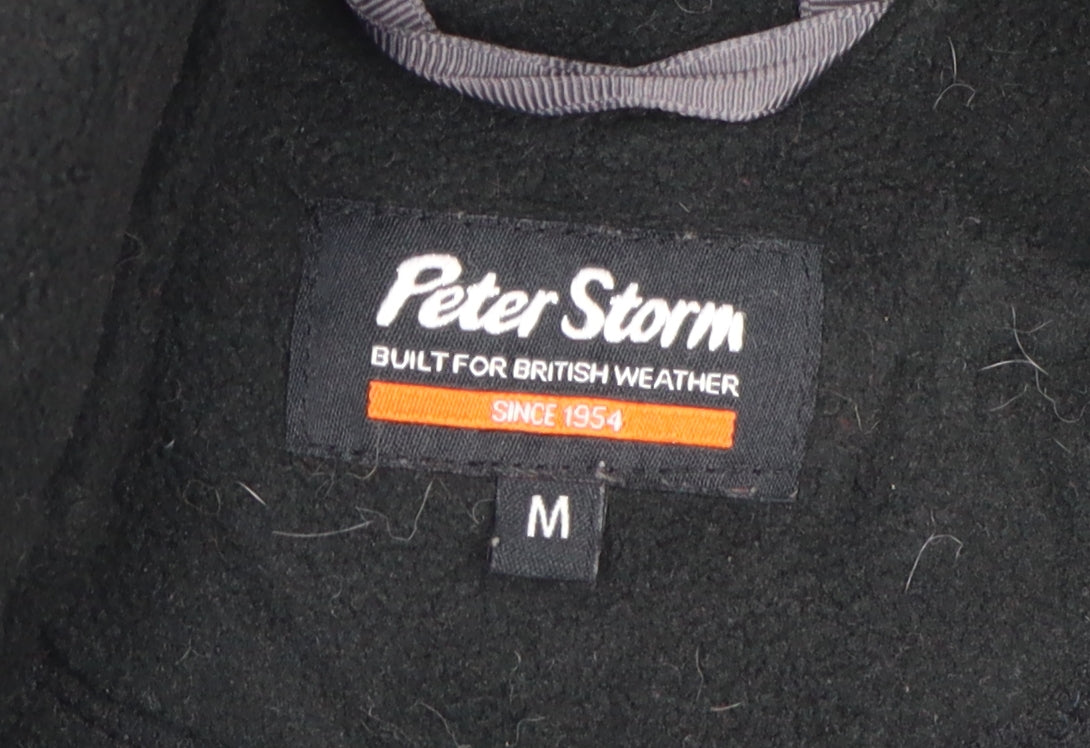 Peter Storm
BUILT FOR BRITISH WEATHER
SINCE 1954
M